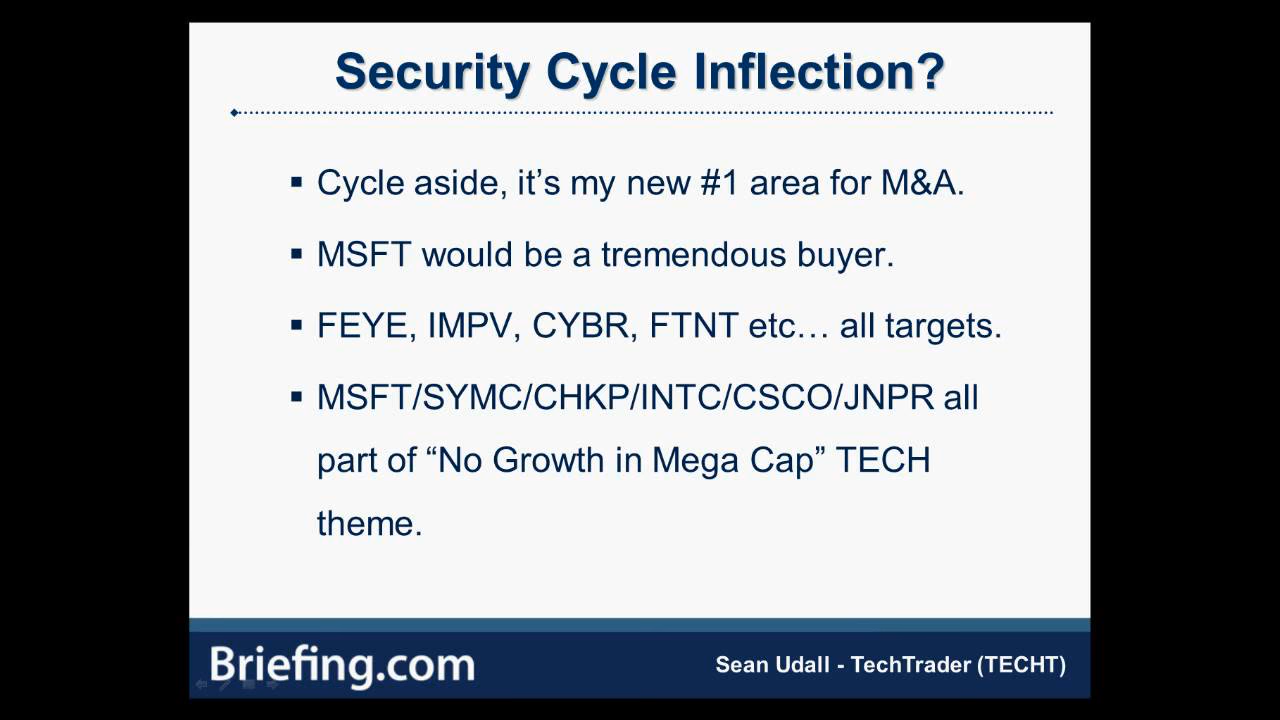 Security Cycle Inflection?
▪ Cycle aside, it’s my new #1 area for M&A.
▪ MSFT would be a tremendous buyer.
▪ FEYE, IMPV, CYBR, FTNT etc… all targets.
▪ MSFT/SYMC/CHKP/INTC/CSCO/JNPR all
part of “No Growth in Mega Cap” TECH
theme.
Briefing.com
Sean Udall - TechTrader (TECHT)